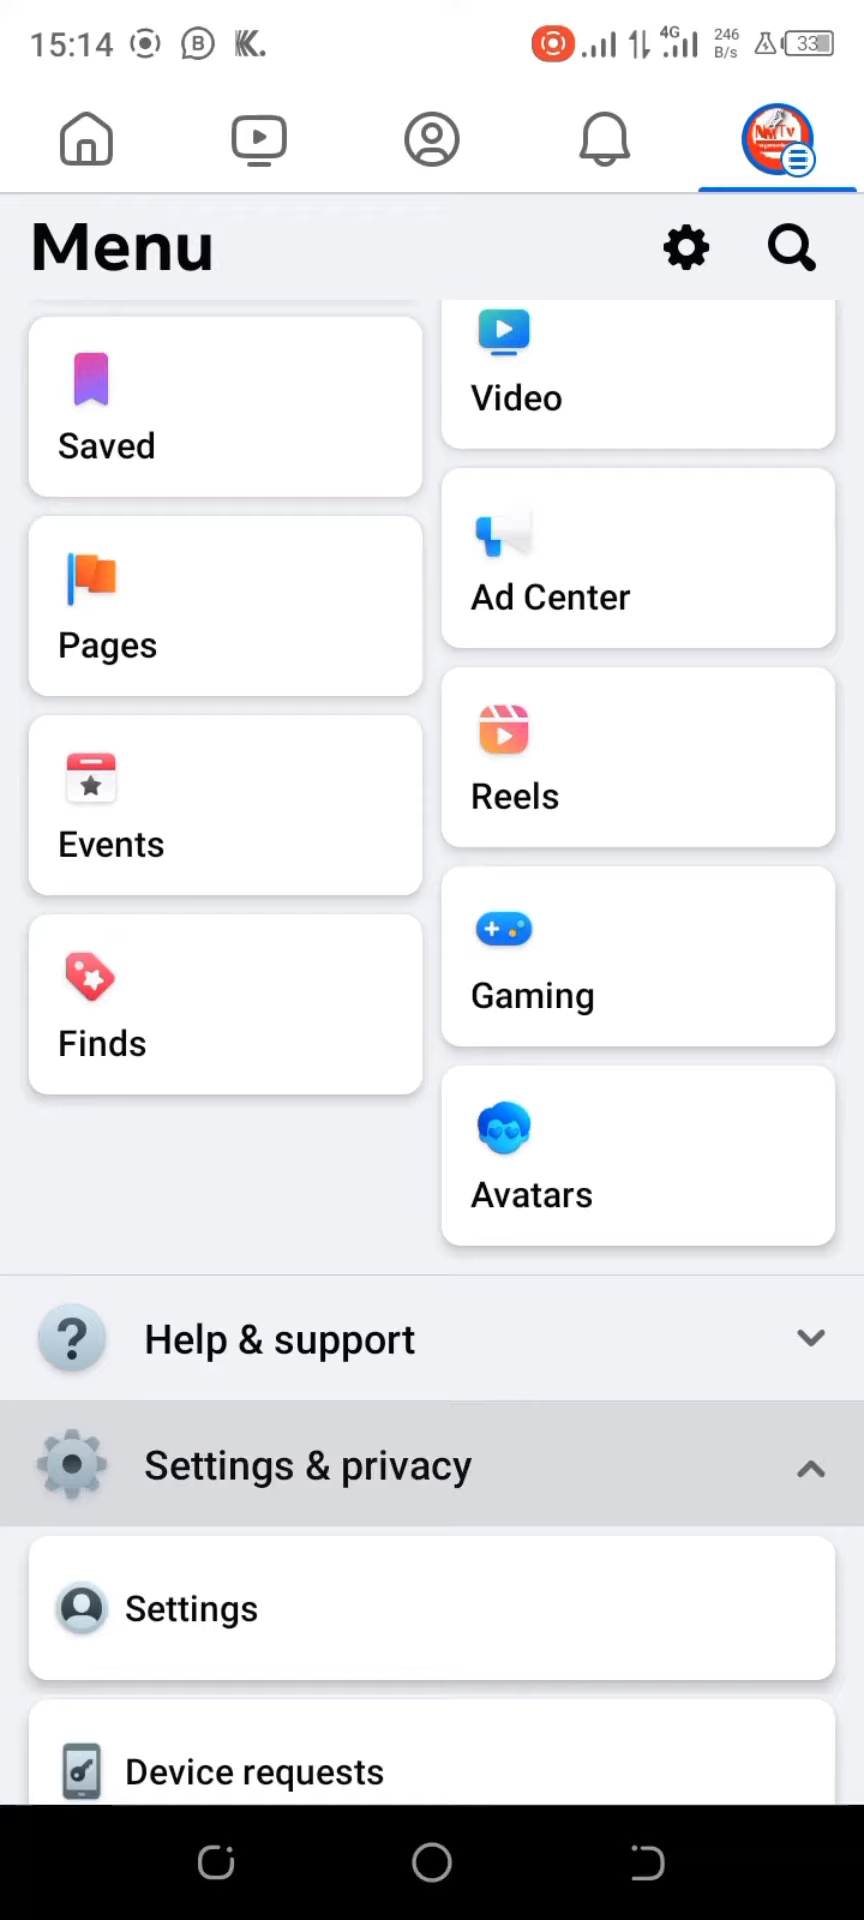 15:14 B K. 4G 246 B/s 33
Menu
Saved
Video
Pages
Ad Center
Events
Reels
Finds
Gaming
Avatars
? Help & support
Settings & privacy
Settings
Device requests